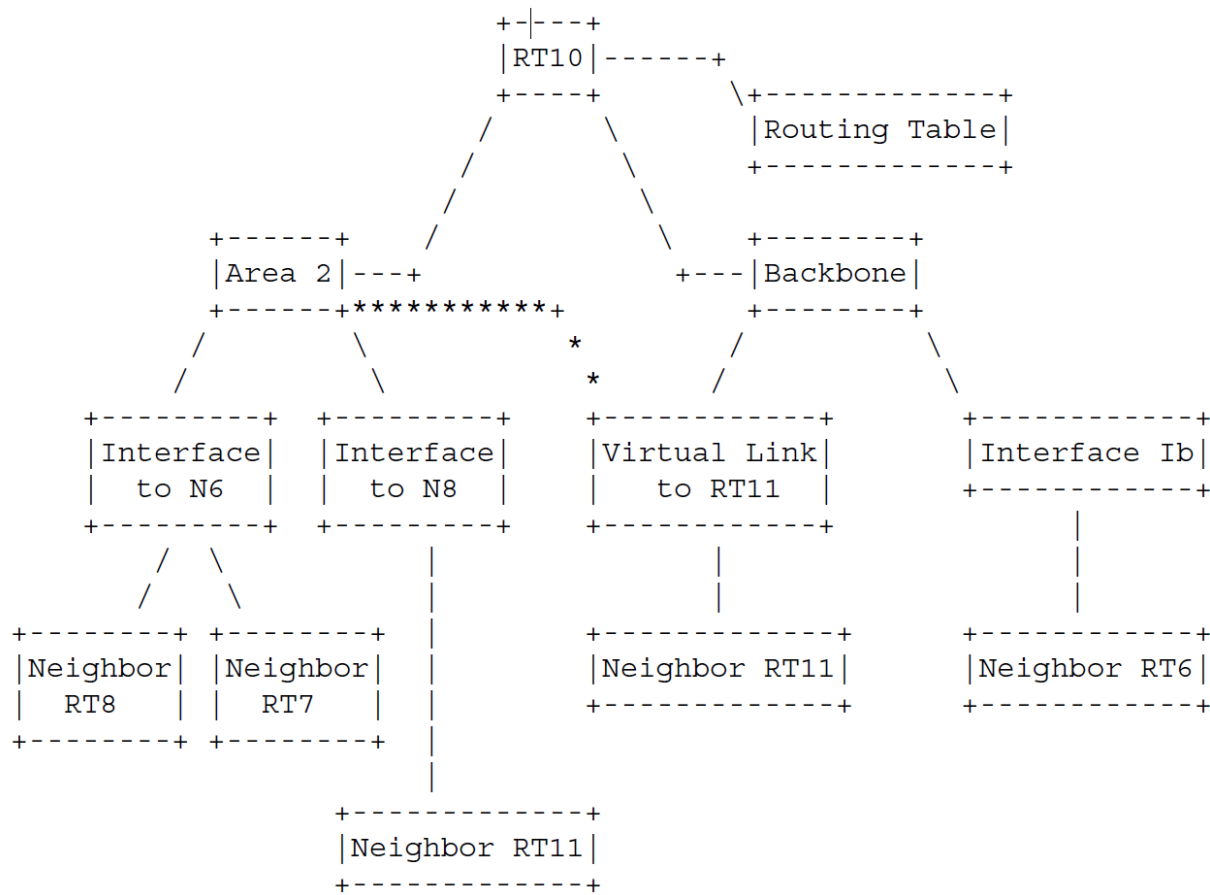 RT10
Routing Table
Area 2
Backbone
Interface to N6
Interface to N8
Virtual Link to RT11
Interface Ib
Neighbor RT8
Neighbor RT7
Neighbor RT11
Neighbor RT6
Neighbor RT11